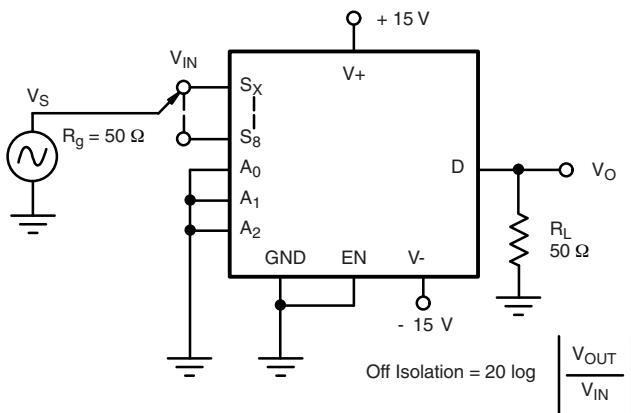 + 15 V
V_IN
V_S
R_g = 50 Ω
S_X
V+
S_8
A_0
A_1
A_2
D
V_O
R_L
50 Ω
GND
EN
V-
- 15 V
Off Isolation = 20 log | V_OUT / V_IN |